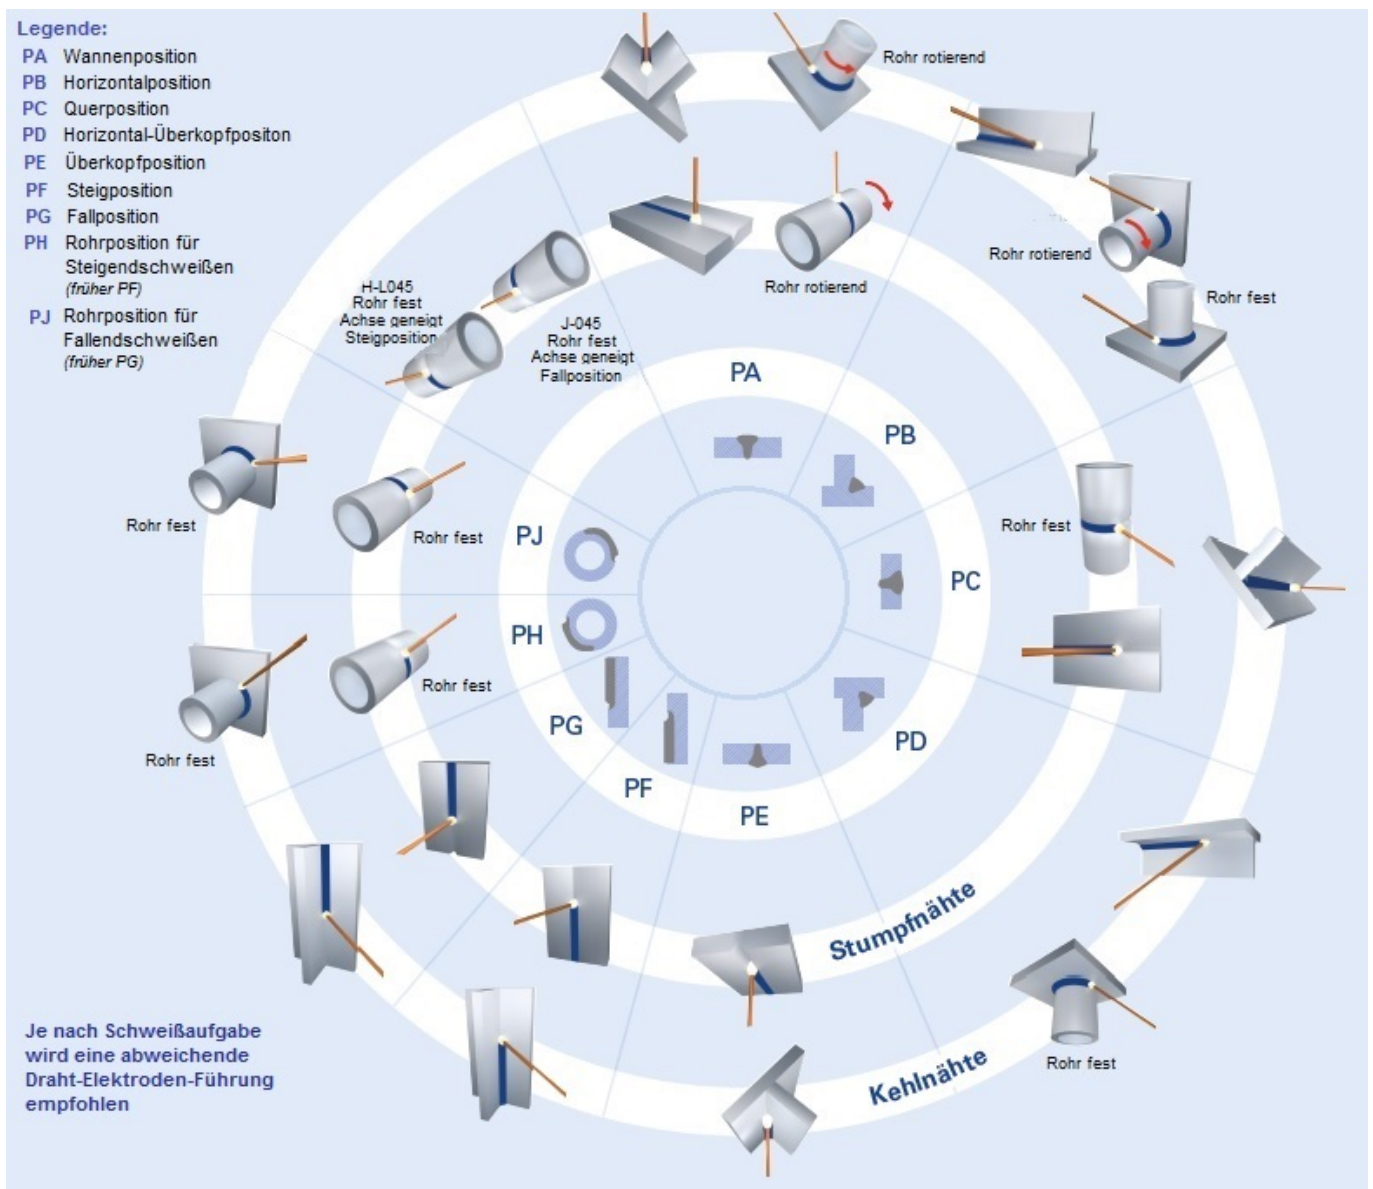 Legende:
PA Wannenposition
PB Horizontalposition
PC Querposition
PD Horizontal-Überkopfpositon
PE Überkopfposition
PF Steigposition
PG Fallposition
PH Rohrposition für
Steigendschweißen
(früher PF)
PJ Rohrposition für
Fallendschweißen
(früher PG)
Rohr rotierend
Rohr rotierend
Rohr rotierend
Rohr fest
H-L045
Rohr fest
Achse geneigt
Steigposition
J-045
Rohr fest
Achse geneigt
Fallposition
PA
PB
PC
PD
PE
PF
PG
PH
PJ
Rohr fest
Rohr fest
Rohr fest
Rohr fest
Rohr fest
Rohr fest
Stumpfnähte
Kehlnähte
Je nach Schweißaufgabe
wird eine abweichende
Draht-Elektroden-Führung
empfohlen